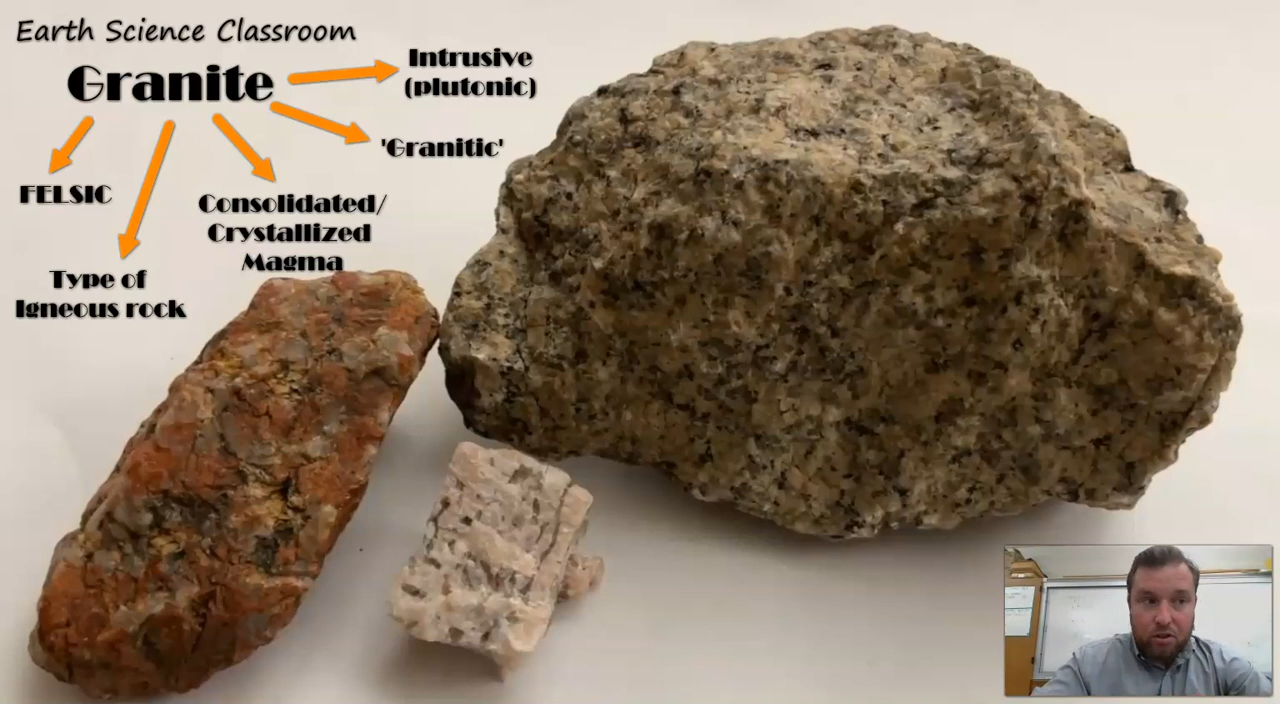 Earth Science Classroom
Granite
Intrusive
(plutonic)
'Granitic'
FELSIC
Consolidated/
Crystallized
Magma
Type of
Igneous rock